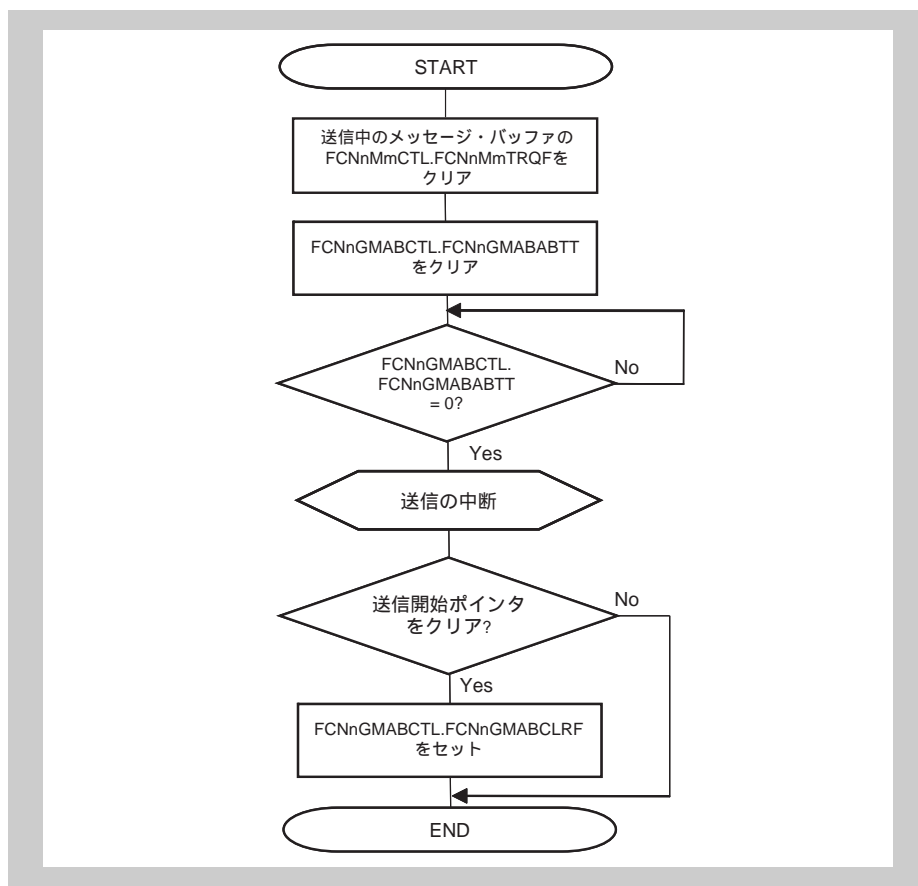 START
送信中のメッセージ・バッファの
FCNnMmCTL.FCNnMmTRQFを
クリア
FCNnGMABCTL.FCNnGMABABTT
をクリア
FCNnGMABCTL.
FCNnGMABABTT
= 0?
No
Yes
送信の中断
送信開始ポインタ
をクリア?
No
Yes
FCNnGMABCTL.FCNnGMABCLRF
をセット
END